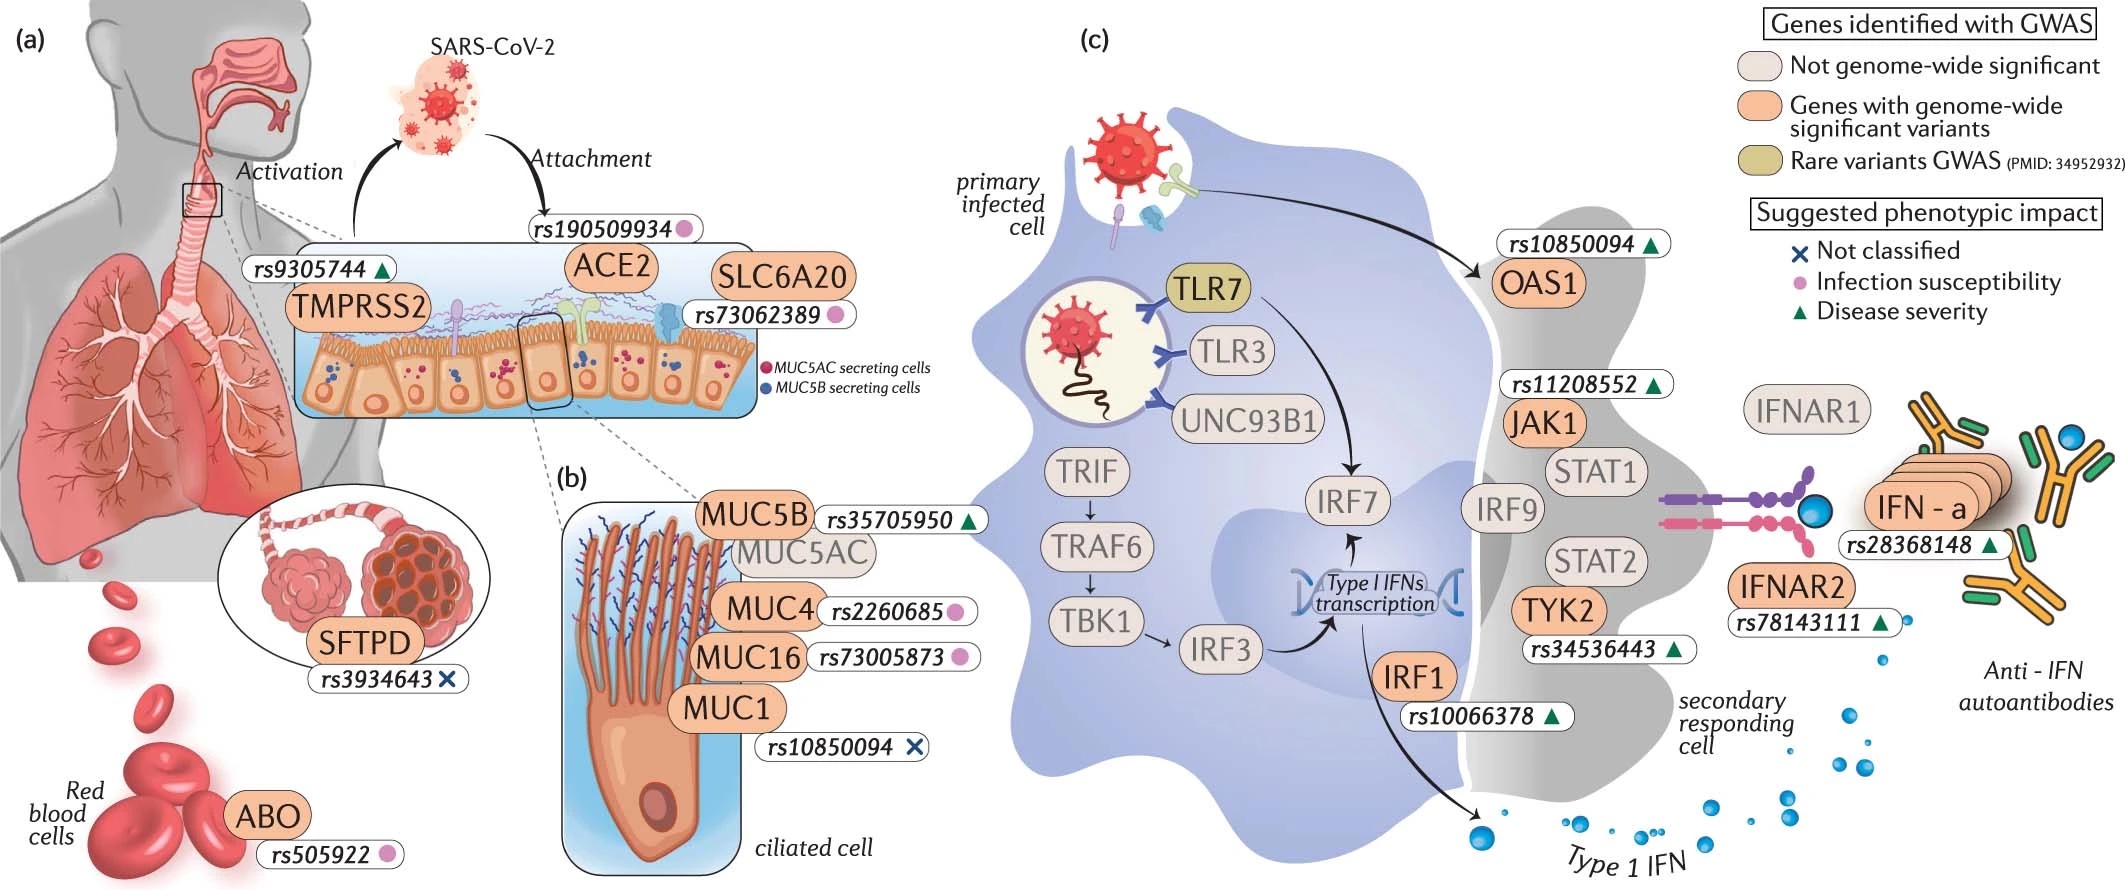 (a)
SARS-CoV-2
Activation
Attachment
rs190509934
ACE2
rs9305744
TMPRSS2
SLC6A20
rs73062389
MUC5AC secreting cells
MUC5B secreting cells
SFTPD
rs3934643
Red
blood
cells
ABO
rs505922
(b)
MUC5B
rs35705950
MUC5AC
MUC4
rs2260685
MUC16
rs73005873
MUC1
rs10850094
ciliated cell
(c)
primary
infected
cell
TLR7
TLR3
UNC93B1
TRIF
TRAF6
TBK1
IRF3
IRF7
Type I IFNs
transcription
IRF1
rs10066378
rs10850094
OAS1
rs11208552
JAK1
STAT1
IRF9
STAT2
TYK2
rs34536443
IFNAR1
IFN - a
rs28368148
IFNAR2
rs78143111
secondary
responding
cell
Anti - IFN
autoantibodies
Type 1 IFN
Genes identified with GWAS
Not genome-wide significant
Genes with genome-wide
significant variants
Rare variants GWAS (PMID: 34952932)
Suggested phenotypic impact
Not classified
Infection susceptibility
Disease severity